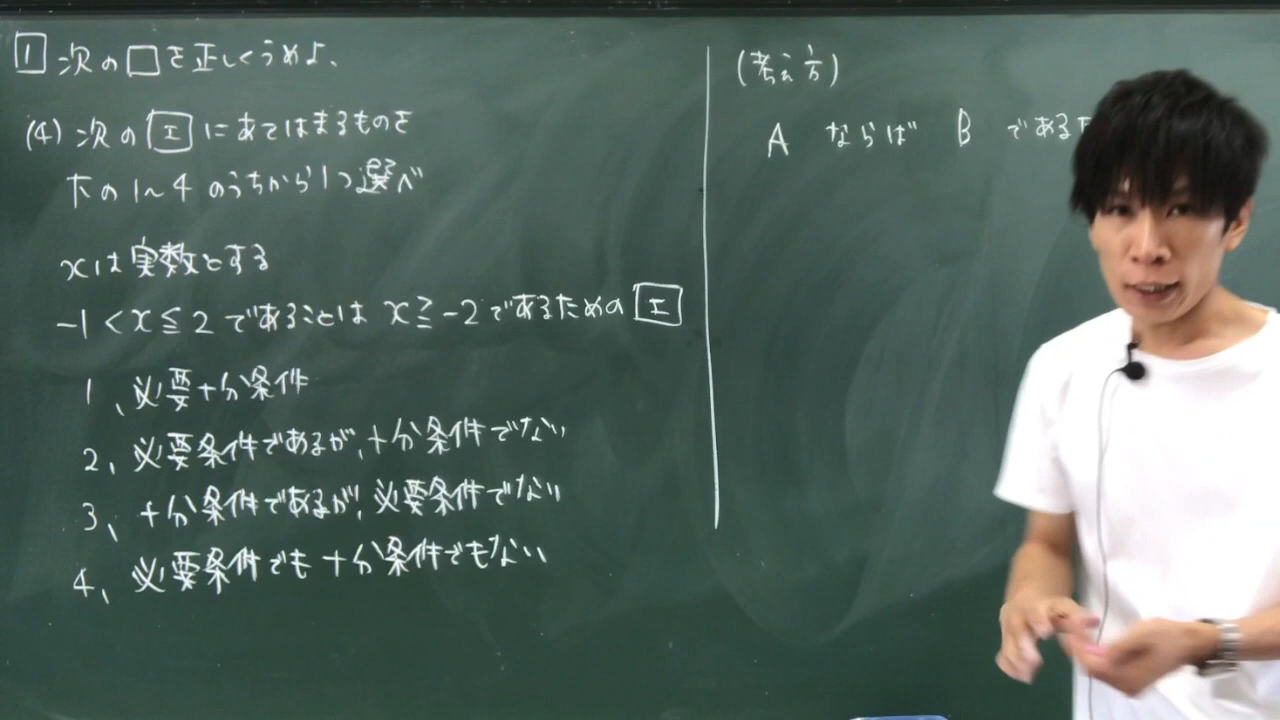 1 次の□を正しくうめよ、
(4) 次の エ にあてはまるものを
下の1～4のうちから1つ選べ
xは実数とする
-1<x≦2であることは x≧-2であるための エ
1、必要十分条件
2、必要条件であるが、十分条件でない
3、十分条件であるが、必要条件でない
4、必要条件でも十分条件でもない
(考え方)
A ならば B である